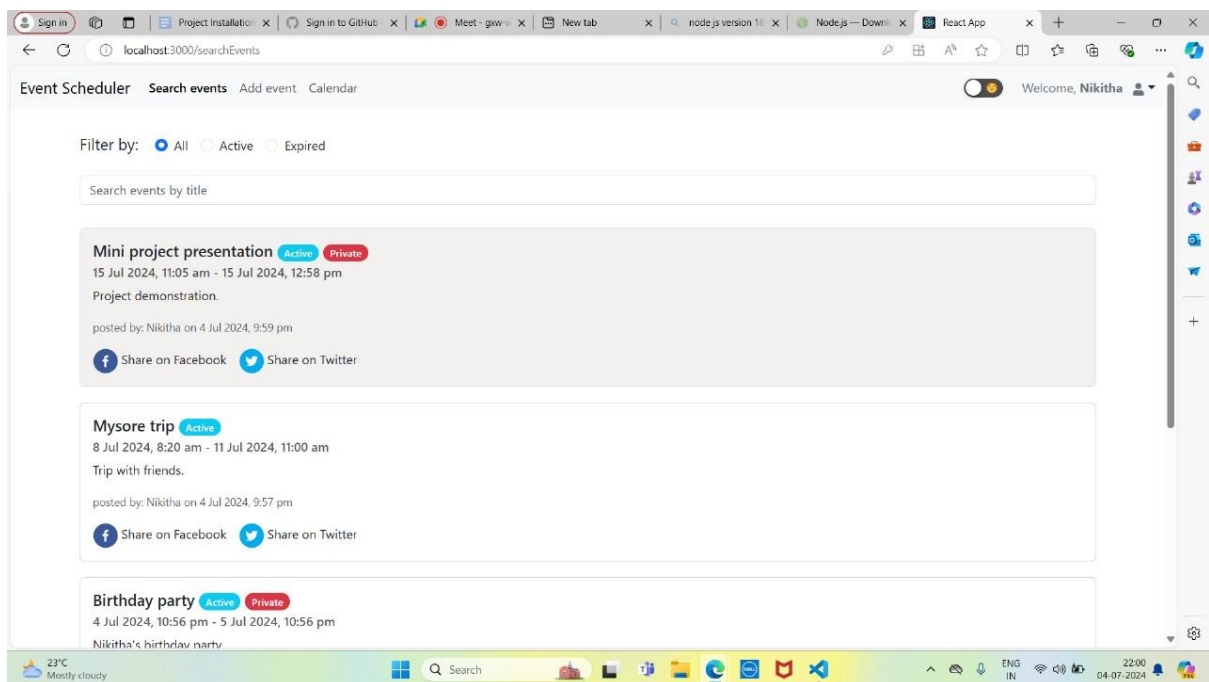 Sign in
Project Installation
Sign in to GitHub
Meet - gxw-
New tab
node js version 18
Node.js — Downl
React App
localhost:3000/searchEvents
Event Scheduler Search events Add event Calendar
Welcome, Nikitha
Filter by: All Active Expired
Search events by title
Mini project presentation Active Private
15 Jul 2024, 11:05 am - 15 Jul 2024, 12:58 pm
Project demonstration.
posted by: Nikitha on 4 Jul 2024, 9:59 pm
Share on Facebook Share on Twitter
Mysore trip Active
8 Jul 2024, 8:20 am - 11 Jul 2024, 11:00 am
Trip with friends.
posted by: Nikitha on 4 Jul 2024, 9:57 pm
Share on Facebook Share on Twitter
Birthday party Active Private
4 Jul 2024, 10:56 pm - 5 Jul 2024, 10:56 pm
Nikitha's birthday party
23°C
Mostly cloudy
Search
ENG
IN
22:00
04-07-2024